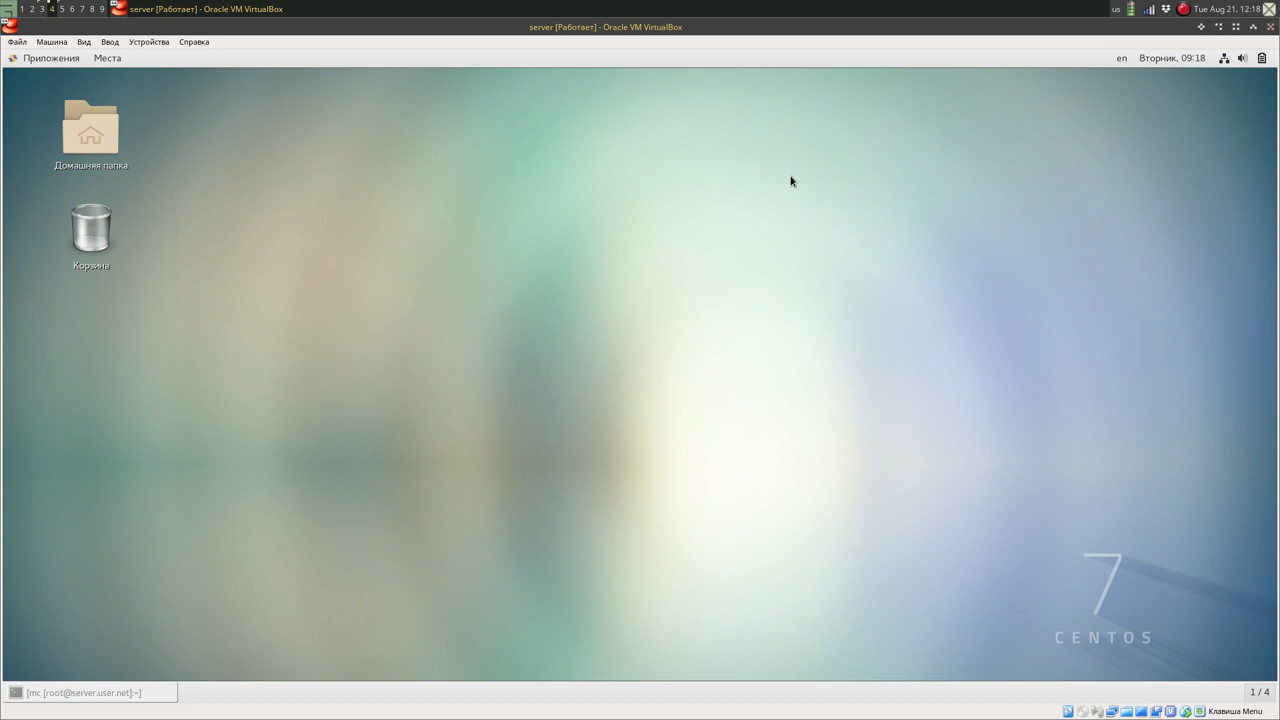 1 2 3 4 5 6 7 8 9 server [Работает] - Oracle VM VirtualBox us Tue Aug 21, 12:18
server [Работает] - Oracle VM VirtualBox
Файл Машина Вид Ввод Устройства Справка
Приложения Места en Вторник, 09:18
Домашняя папка
Корзина
7
CENTOS
[mc [root@server.user.net]:~] 1 / 4
Клавиша Menu